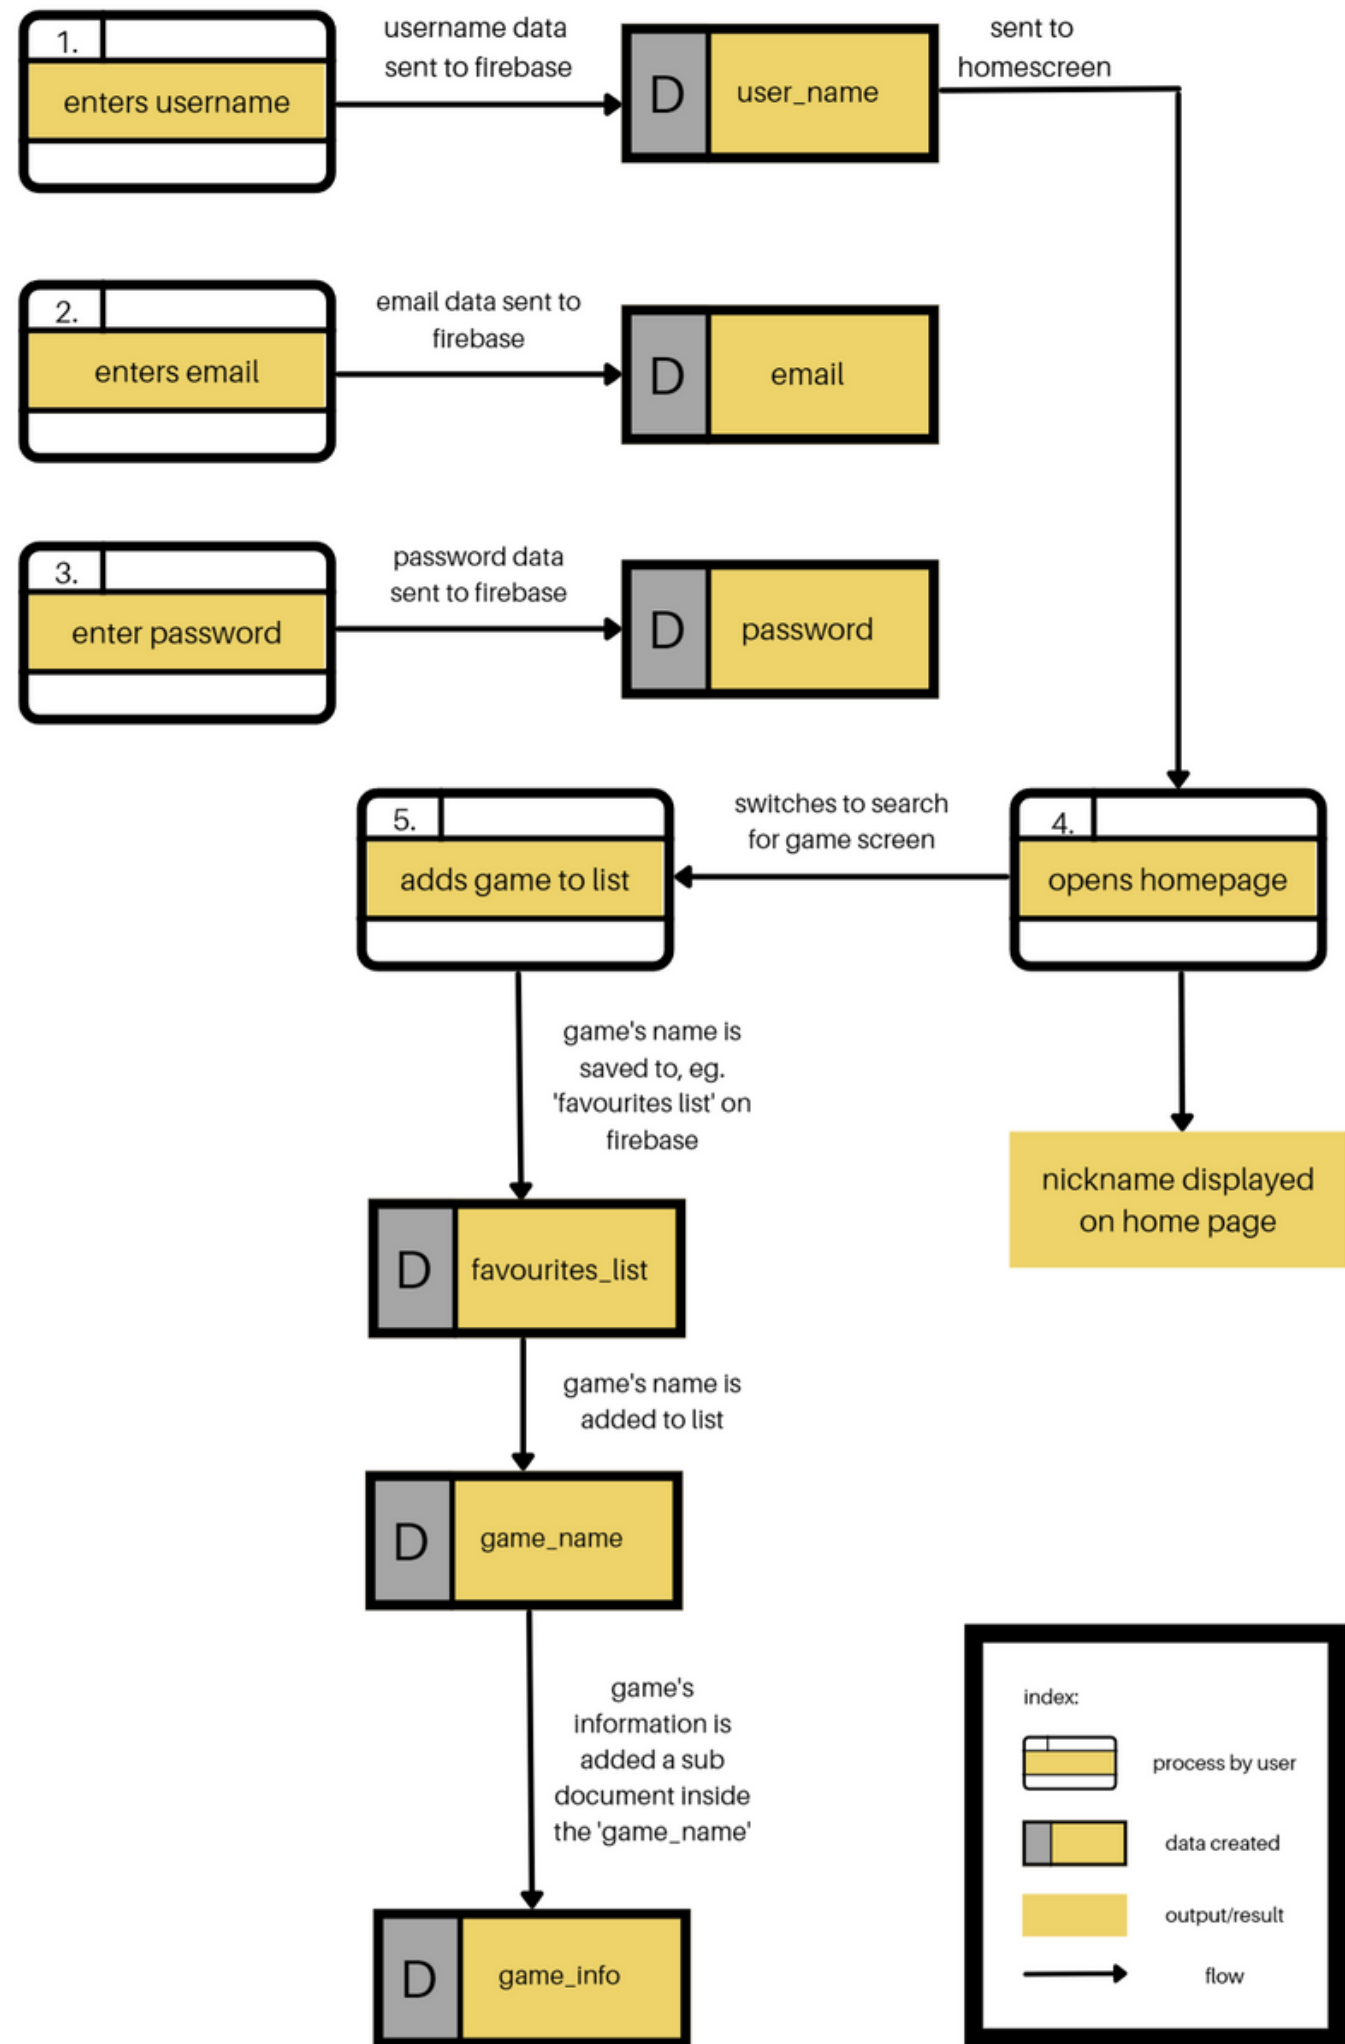 1.
enters username
username data
sent to firebase
D
user_name
sent to
homescreen
2.
enters email
email data sent to
firebase
D
email
3.
enter password
password data
sent to firebase
D
password
4.
opens homepage
switches to search
for game screen
5.
adds game to list
nickname displayed
on home page
game's name is
saved to, eg.
'favourites list' on
firebase
D
favourites_list
game's name is
added to list
D
game_name
game's
information is
added a sub
document inside
the 'game_name'
D
game_info
index:
process by user
data created
output/result
flow